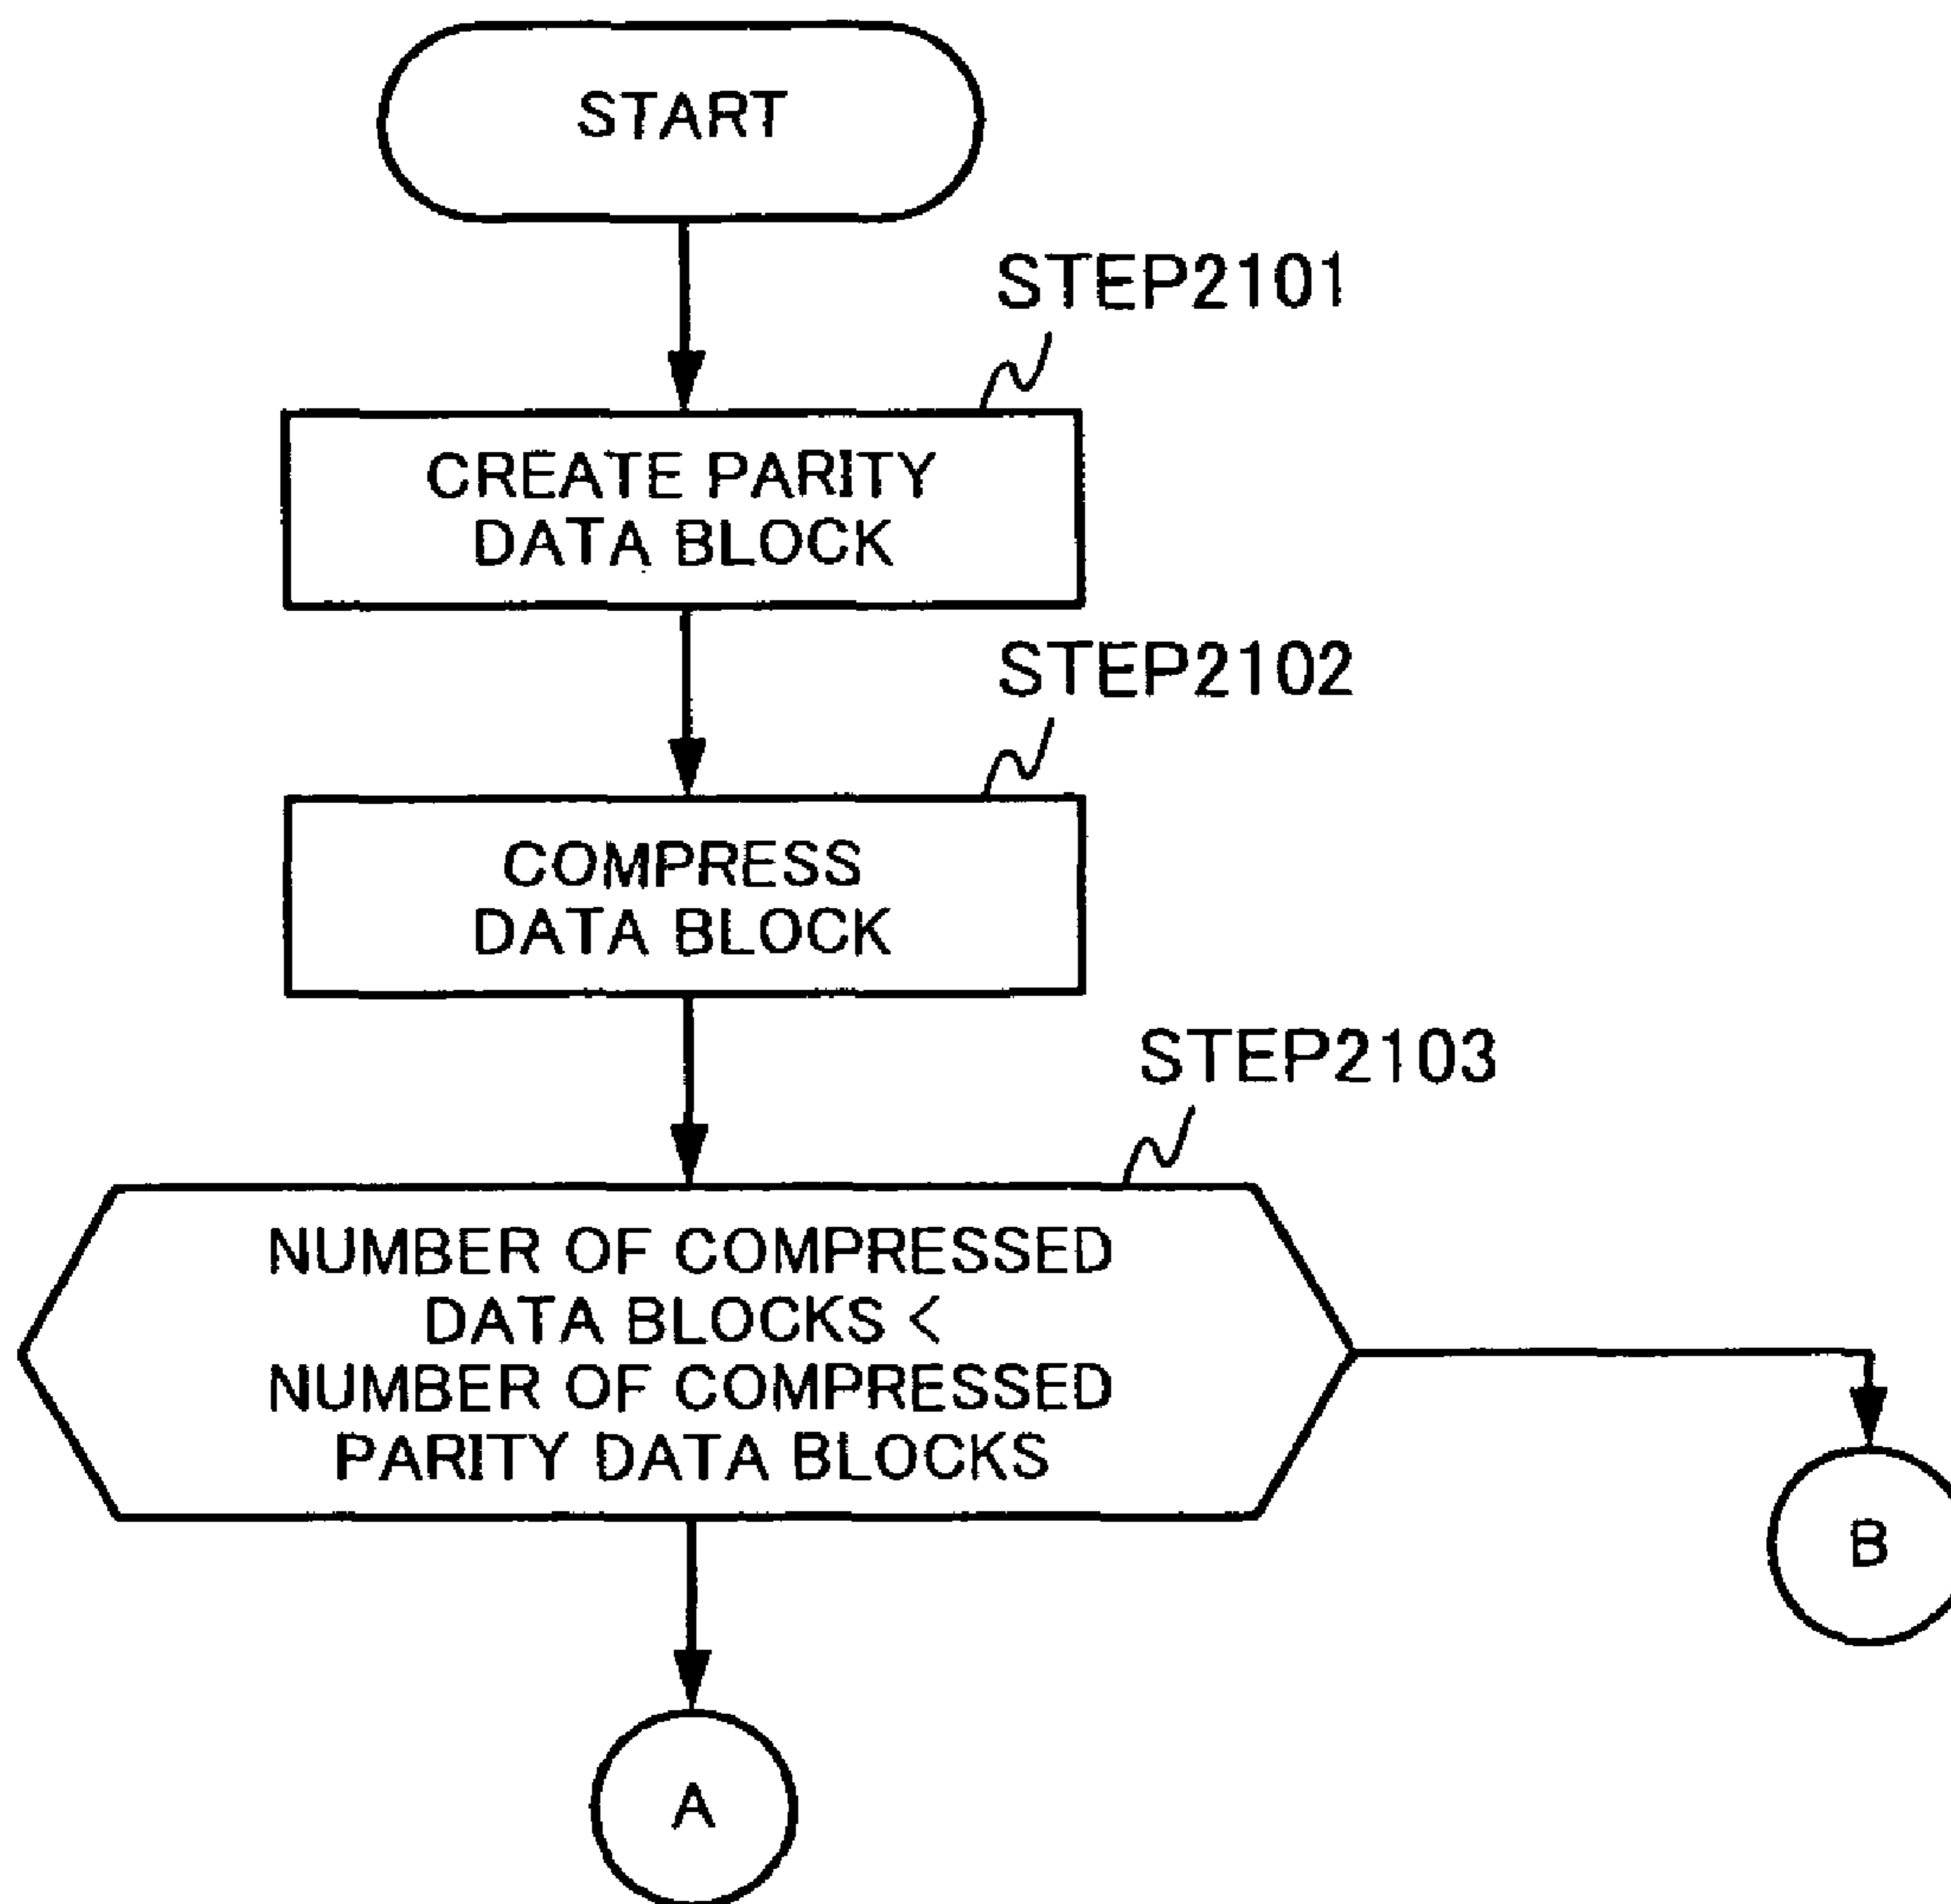 START
STEP2101
CREATE PARITY
DATA BLOCK
STEP2102
COMPRESS
DATA BLOCK
STEP2103
NUMBER OF COMPRESSED
DATA BLOCKS <
NUMBER OF COMPRESSED
PARITY DATA BLOCKS
B
A